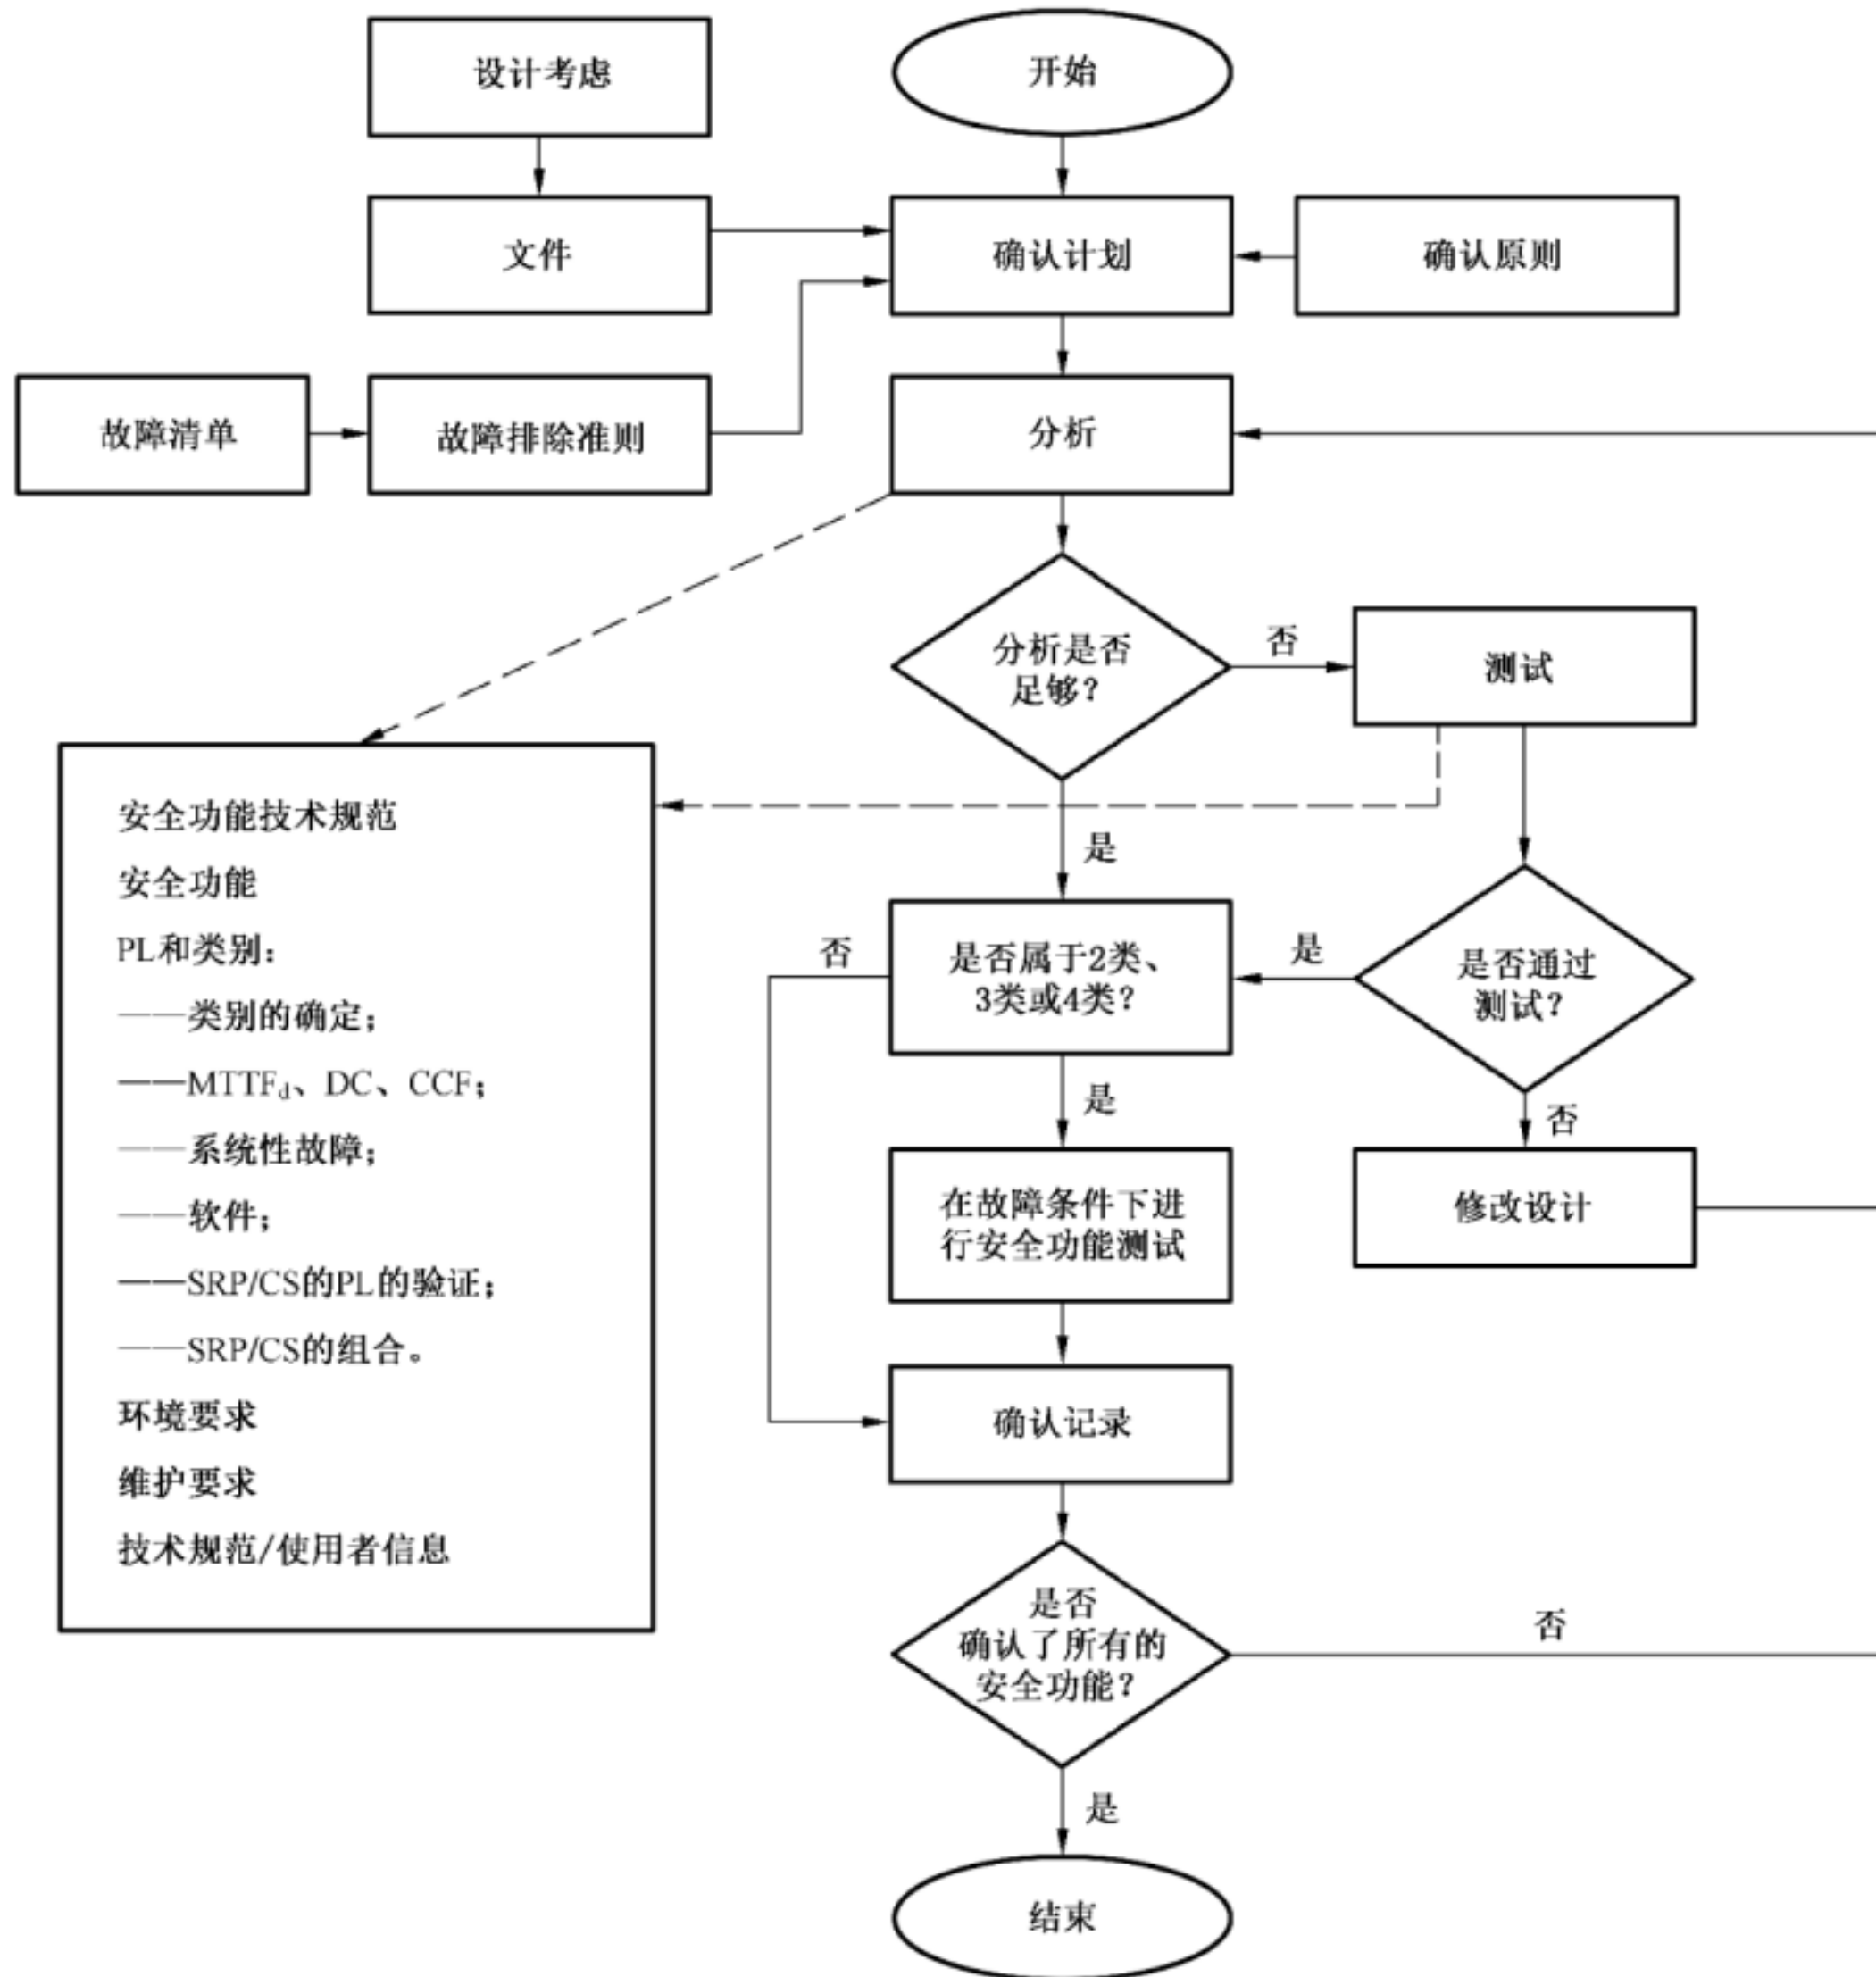 设计考虑
开始
文件
确认计划
确认原则
故障清单
故障排除准则
分析
分析是否
足够?
否
测试
是
安全功能技术规范
安全功能
PL和类别:
——类别的确定;
——MTTFd、DC、CCF;
——系统性故障;
——软件;
——SRP/CS的PL的验证;
——SRP/CS的组合。
环境要求
维护要求
技术规范/使用者信息
否
是否属于2类、
3类或4类?
是
是否通过
测试?
是
否
在故障条件下进
行安全功能测试
修改设计
确认记录
是否
确认了所有的
安全功能?
否
是
结束